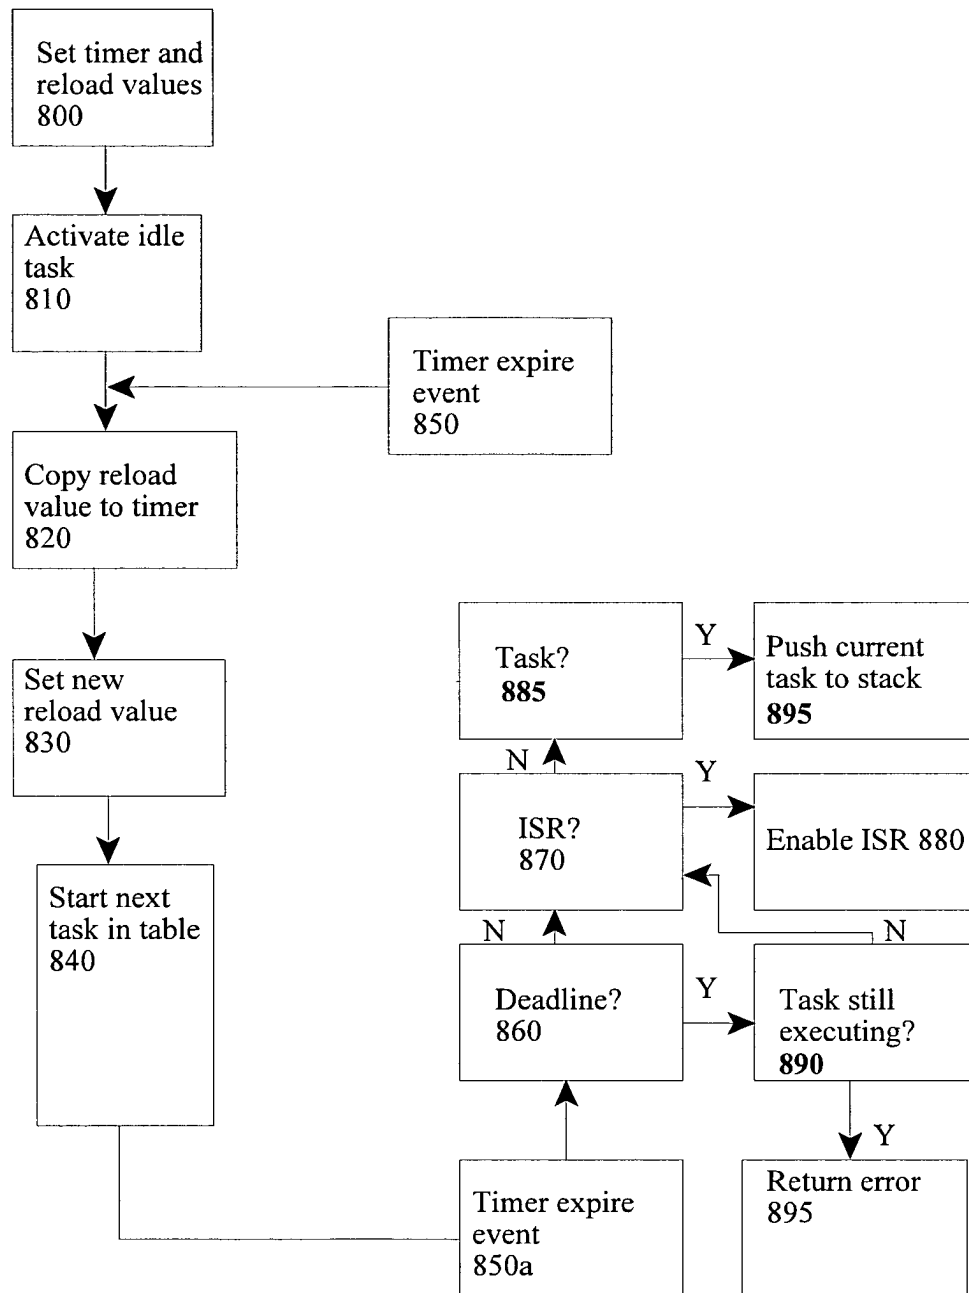 Set timer and
reload values
800
Activate idle
task
810
Timer expire
event
850
Copy reload
value to timer
820
Task?
885
Y
Push current
task to stack
895
Set new
reload value
830
N
Y
ISR?
870
Enable ISR 880
Start next
task in table
840
N
N
Deadline?
860
Y
Task still
executing?
890
Y
Timer expire
event
850a
Return error
895